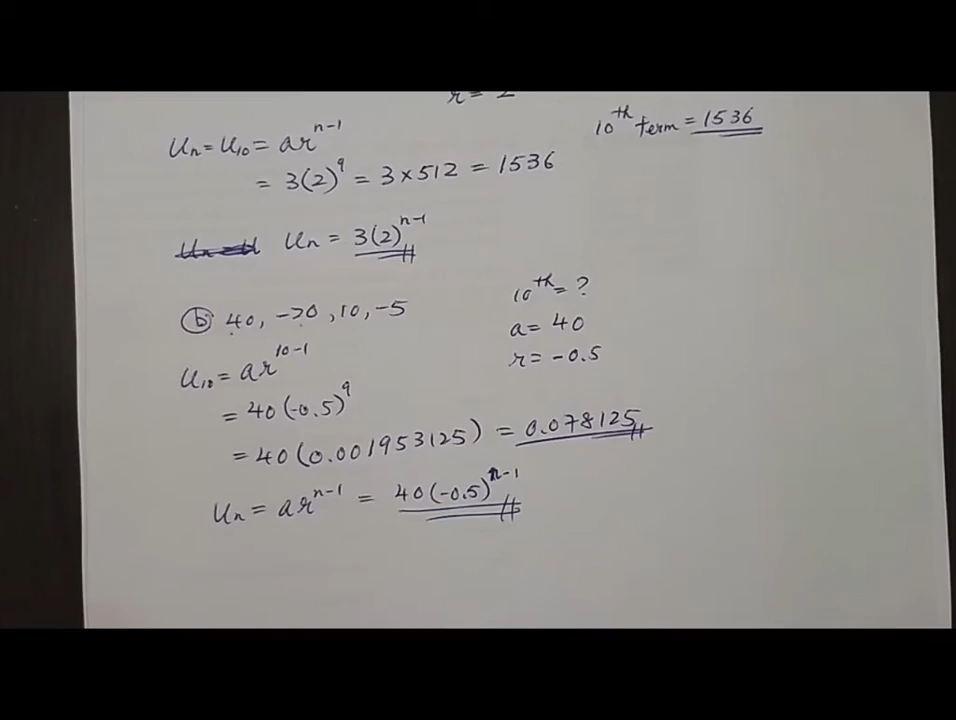 r = 2
10th term = 1536
Un = U10 = ar^n-1
= 3(2)^9 = 3 × 512 = 1536
Un = 3(2)^n-1
(b) 40, -20, 10, -5
10th = ?
a = 40
r = -0.5
U10 = ar^10-1
= 40(-0.5)^9
= 40(0.001953125) = 0.078125
Un = ar^n-1 = 40(-0.5)^n-1